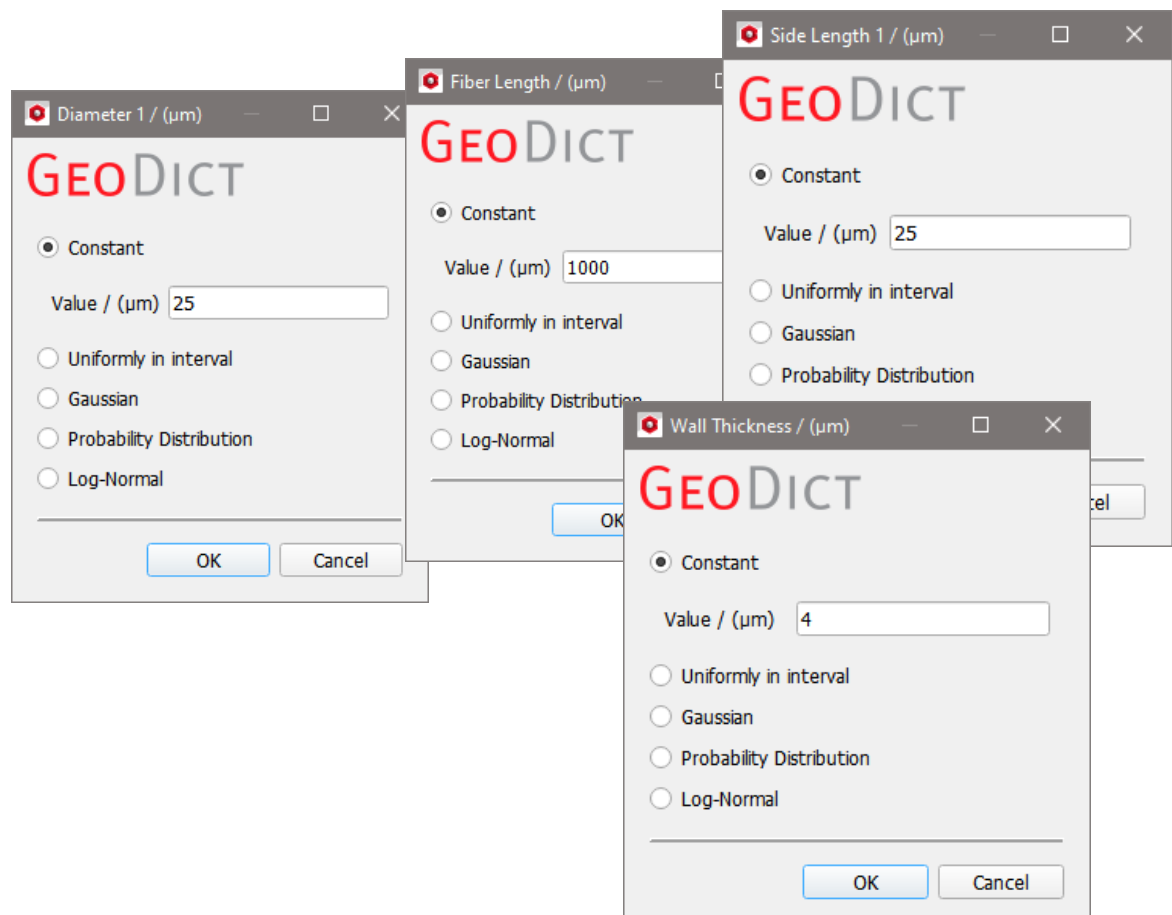 Diameter 1 / (µm)
GEODICT
Constant
Value / (µm) 25
Uniformly in interval
Gaussian
Probability Distribution
Log-Normal
OK Cancel
Fiber Length / (µm)
GEODICT
Constant
Value / (µm) 1000
Uniformly in interval
Gaussian
Probability Distribution
Log-Normal
OK
Side Length 1 / (µm)
GEODICT
Constant
Value / (µm) 25
Uniformly in interval
Gaussian
Probability Distribution
cel
Wall Thickness / (µm)
GEODICT
Constant
Value / (µm) 4
Uniformly in interval
Gaussian
Probability Distribution
Log-Normal
OK Cancel